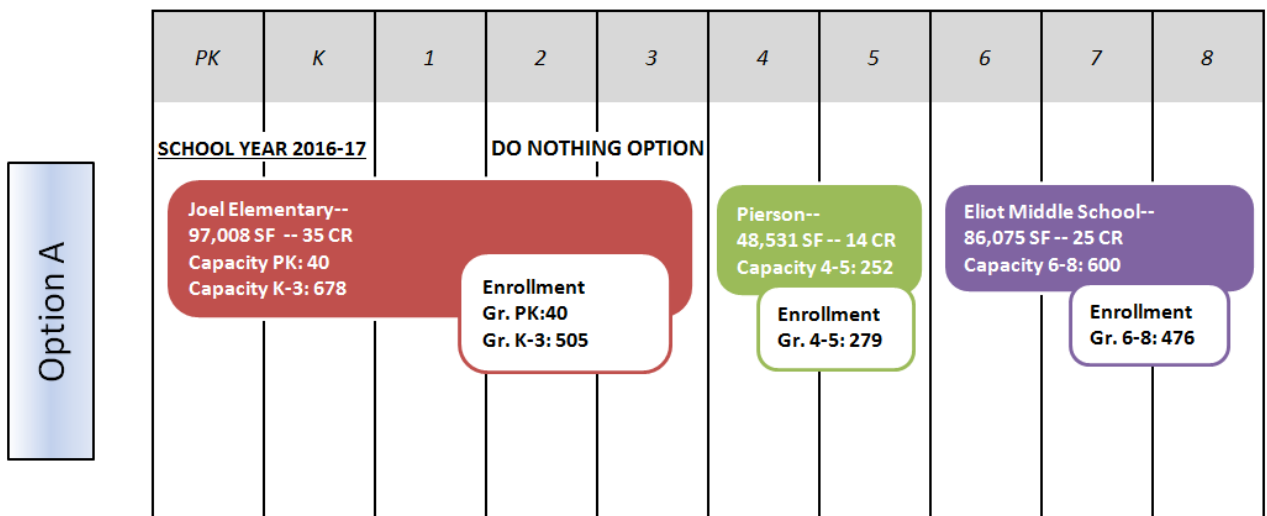 PK K 1 2 3 4 5 6 7 8
SCHOOL YEAR 2016-17 DO NOTHING OPTION
Option A
Joel Elementary--
97,008 SF -- 35 CR
Capacity PK: 40
Capacity K-3: 678
Enrollment
Gr. PK:40
Gr. K-3: 505
Pierson--
48,531 SF -- 14 CR
Capacity 4-5: 252
Enrollment
Gr. 4-5: 279
Eliot Middle School--
86,075 SF -- 25 CR
Capacity 6-8: 600
Enrollment
Gr. 6-8: 476